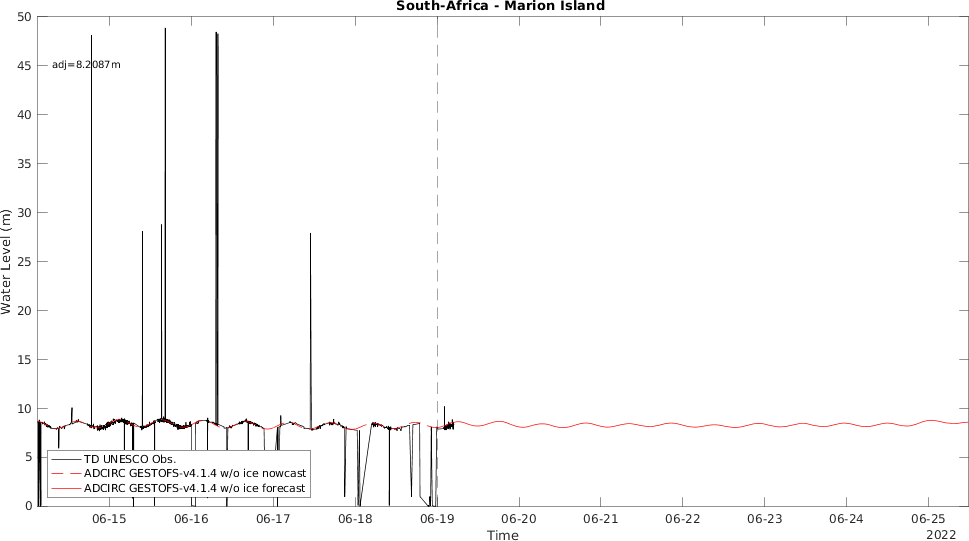 South-Africa - Marion Island
50
45
40
35
30
25
20
15
10
5
0
Water Level (m)
adj=8.2087m
TD UNESCO Obs.
ADCIRC GESTOFS-v4.1.4 w/o ice nowcast
ADCIRC GESTOFS-v4.1.4 w/o ice forecast
06-15 06-16 06-17 06-18 06-19 06-20 06-21 06-22 06-23 06-24 06-25
Time
2022